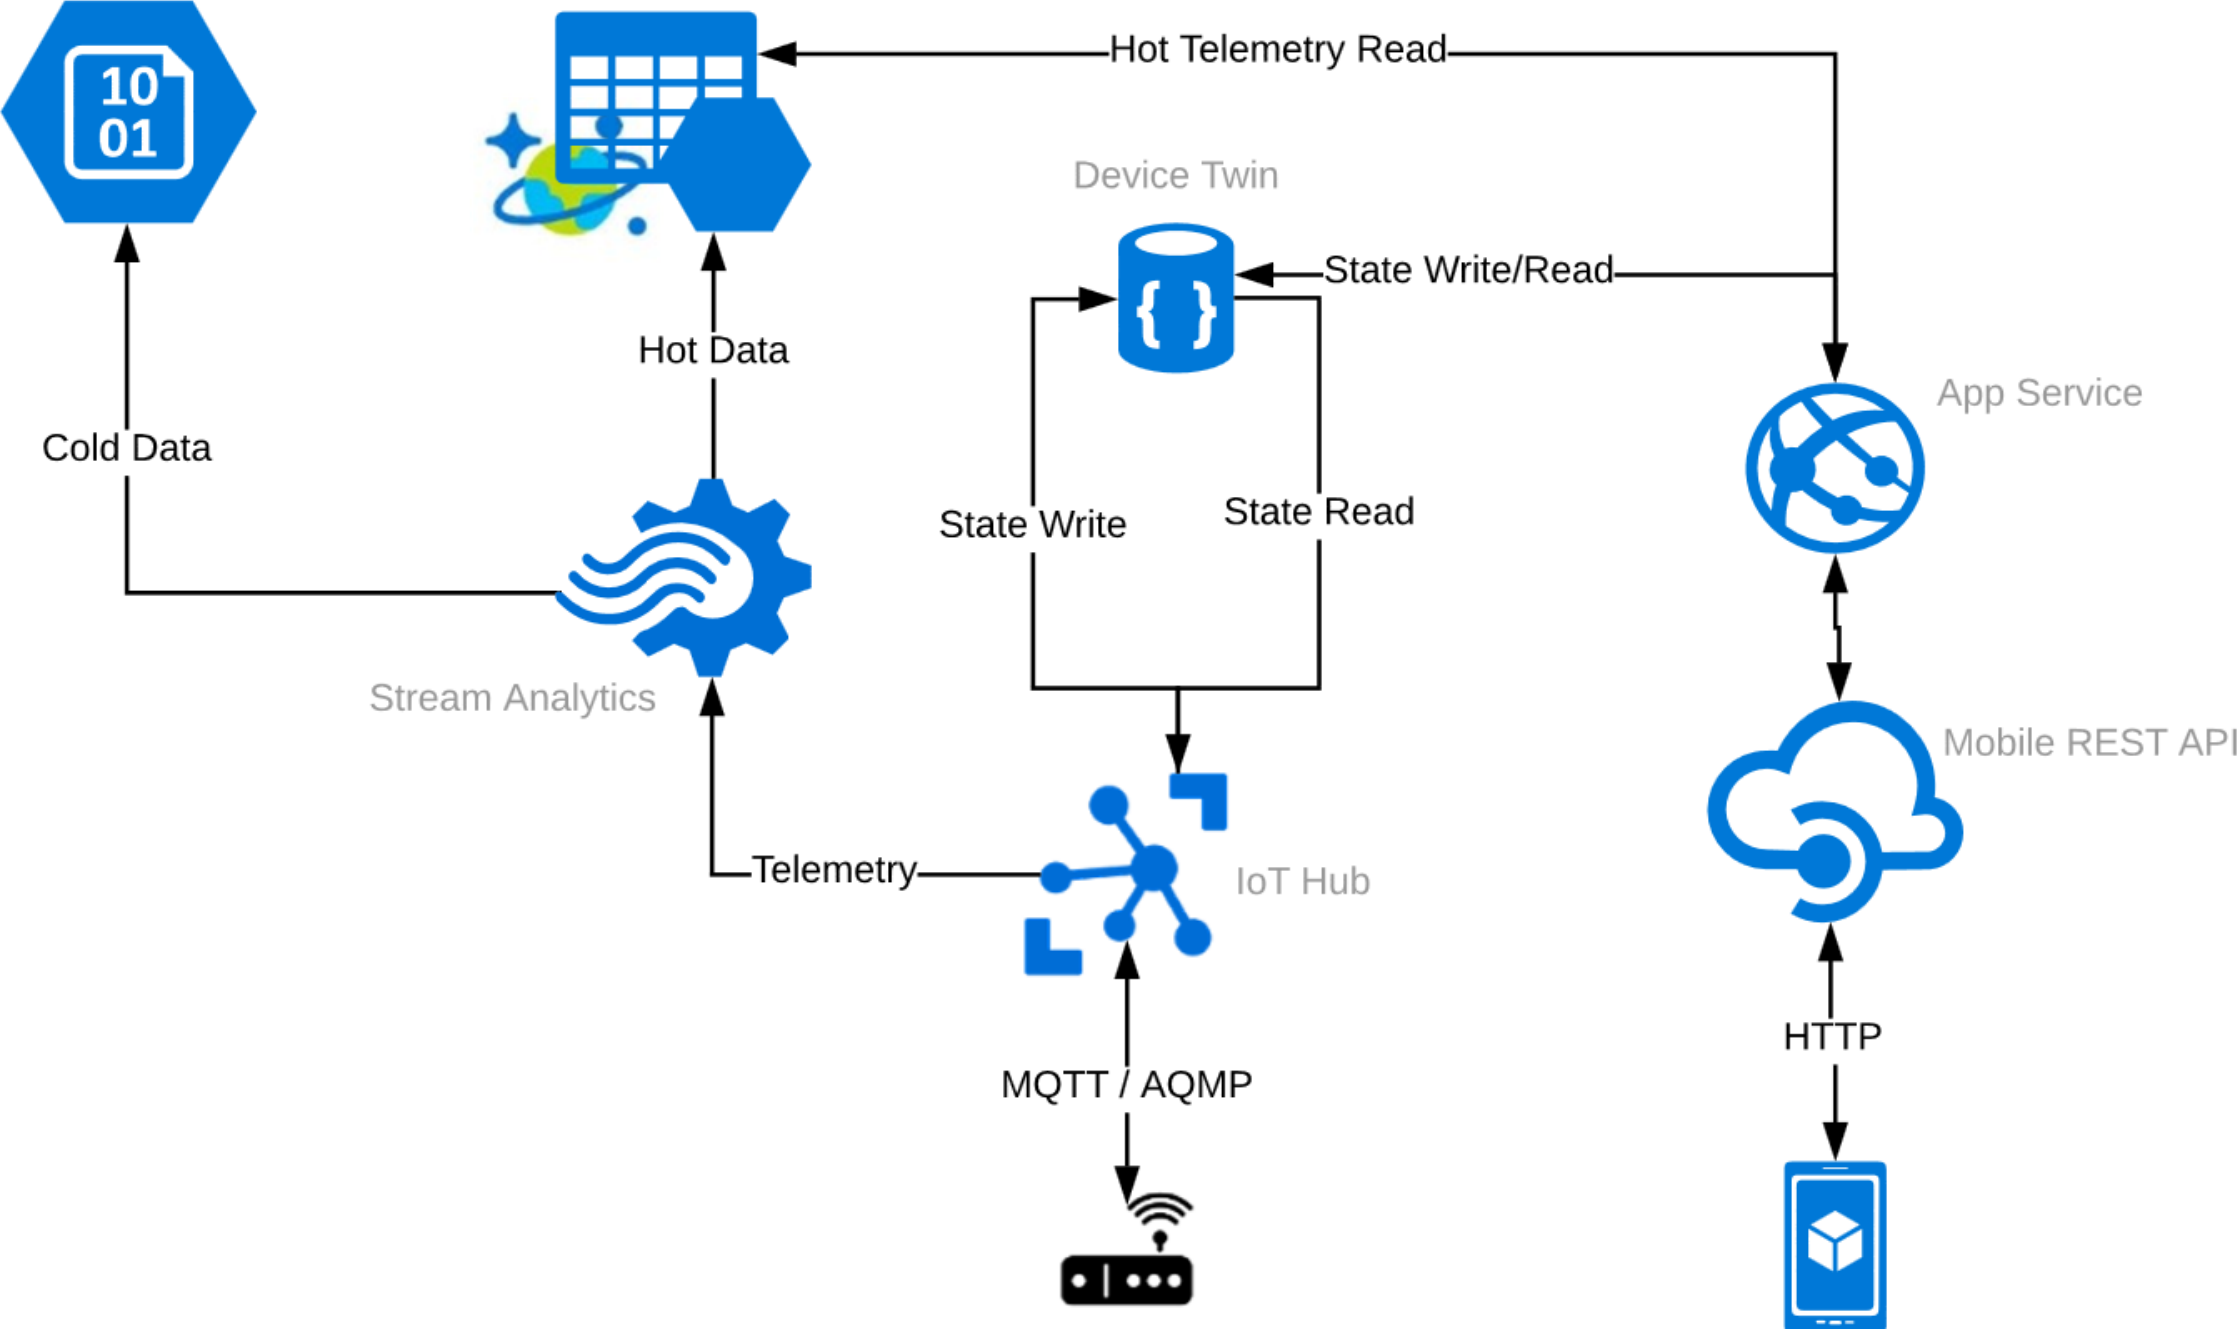 10
01
Hot Telemetry Read
Device Twin
State Write/Read
{ }
Hot Data
App Service
Cold Data
State Write
State Read
Stream Analytics
Mobile REST API
Telemetry
IoT Hub
HTTP
MQTT / AQMP